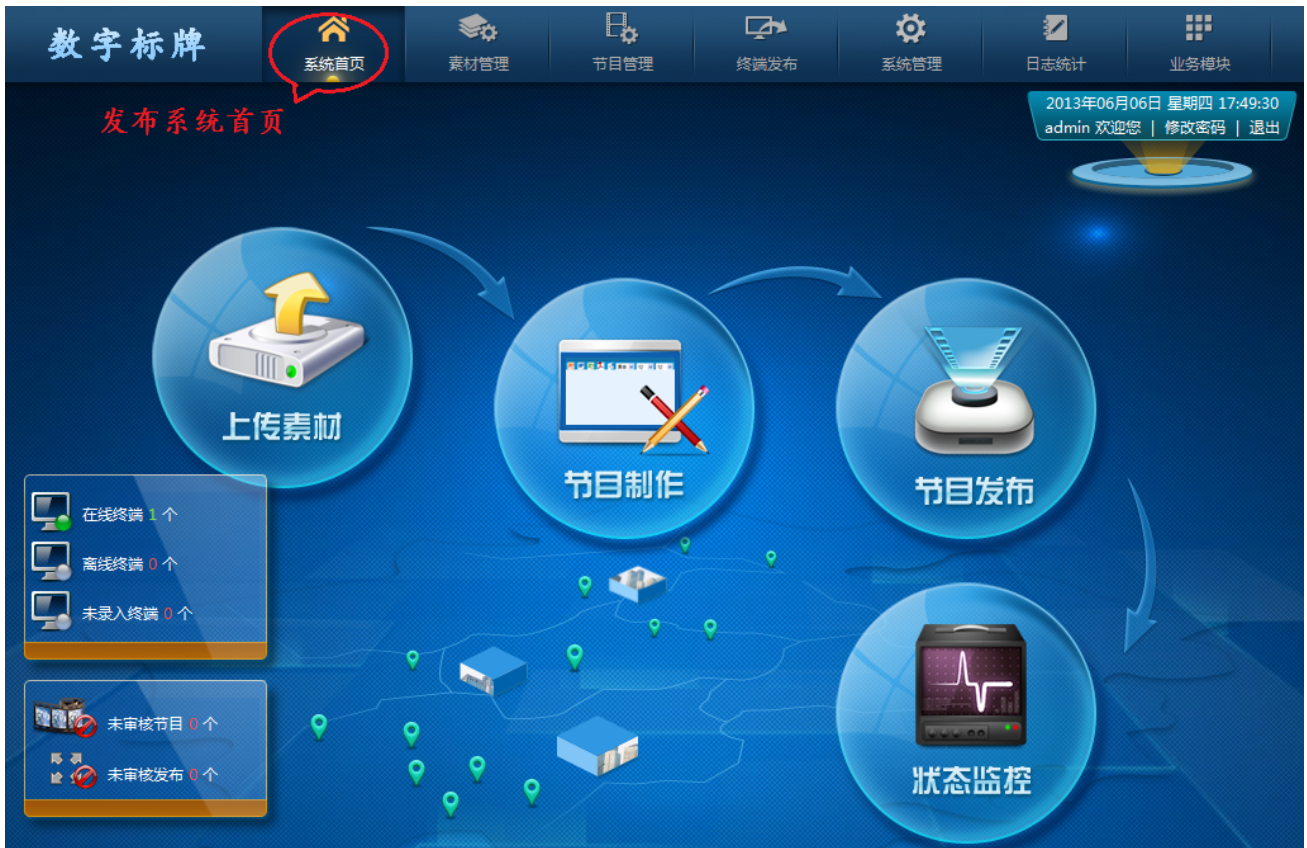 数字标牌
系统首页
素材管理
节目管理
终端发布
系统管理
日志统计
业务模块
发布系统首页
2013年06月06日 星期四 17:49:30
admin 欢迎您 | 修改密码 | 退出
上传素材
节目制作
节目发布
在线终端 1 个
离线终端 0 个
未录入终端 0 个
未审核节目 0 个
未审核发布 0 个
状态监控